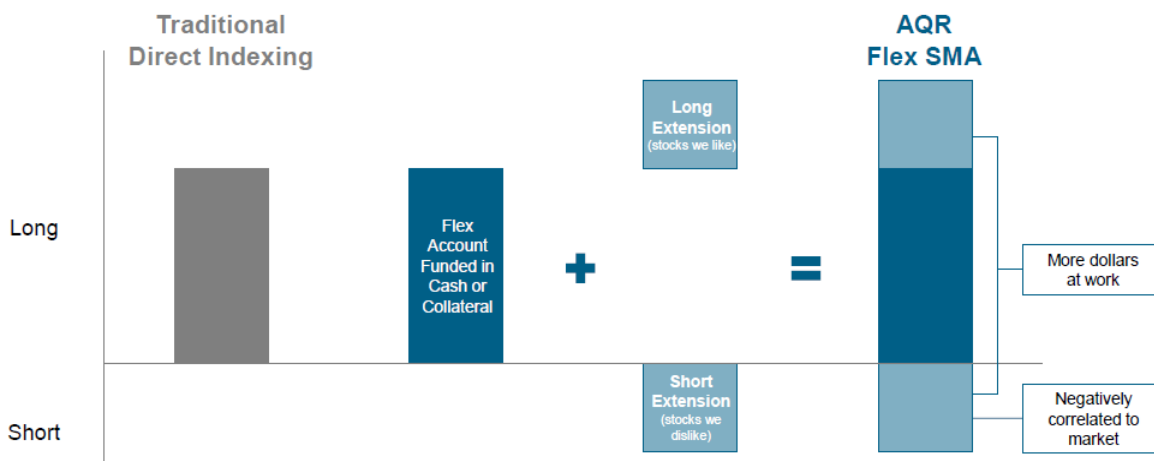 Traditional
Direct Indexing
AQR
Flex SMA
Long
Extension
(stocks we like)
Long
Flex
Account
Funded in
Cash or
Collateral
+
=
More dollars
at work
Short
Short
Extension
(stocks we
dislike)
Negatively
correlated to
market